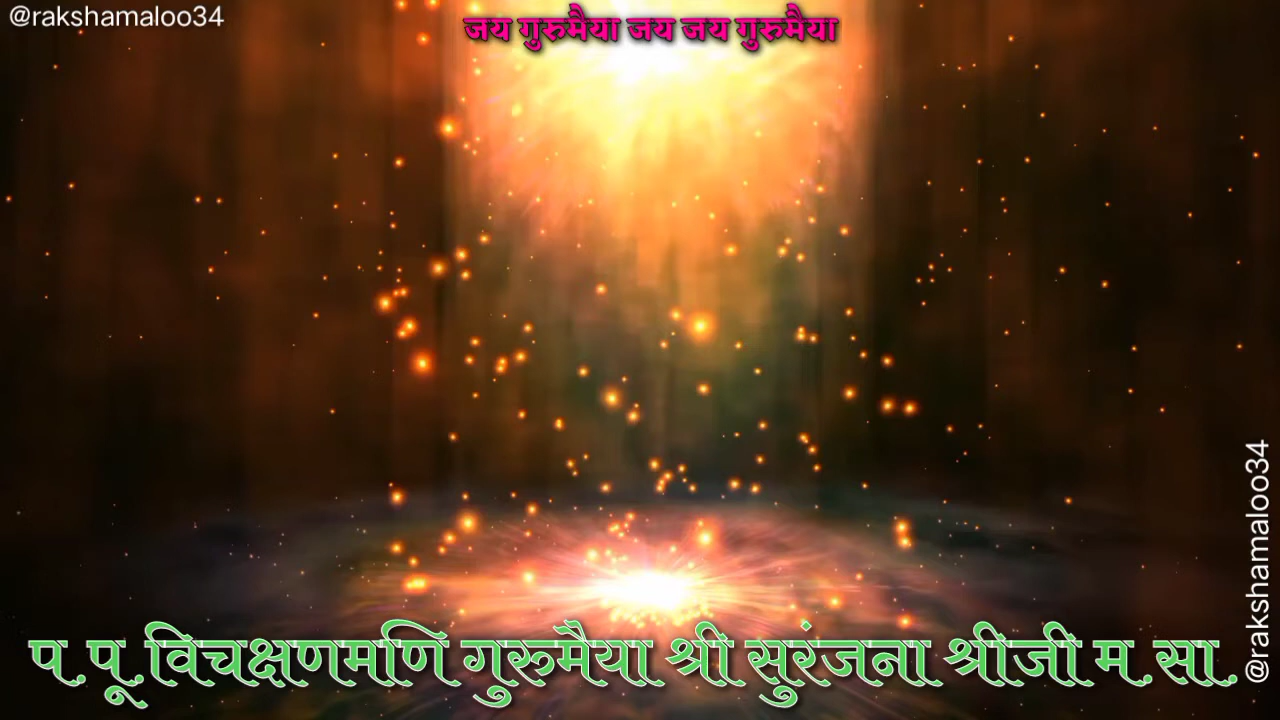 @rakshamaloo34
जय गुरुमैया जय जय गुरुमैया
प.पू.विचक्षणमणि गुरुमैया श्री सुरंजना श्रीजी म.सा.
@rakshamaloo34